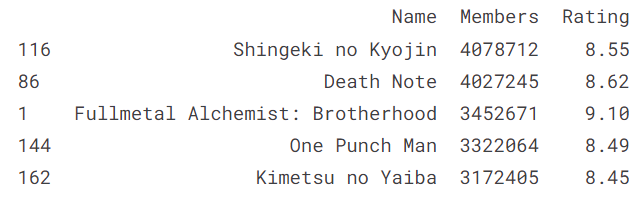 Name Members Rating
116 Shingeki no Kyojin 4078712 8.55
86 Death Note 4027245 8.62
1 Fullmetal Alchemist: Brotherhood 3452671 9.10
144 One Punch Man 3322064 8.49
162 Kimetsu no Yaiba 3172405 8.45